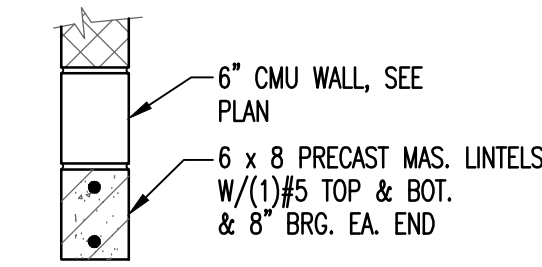 6" CMU WALL, SEE
PLAN
6 x 8 PRECAST MAS. LINTELS
W/(1)#5 TOP & BOT.
& 8" BRG. EA. END